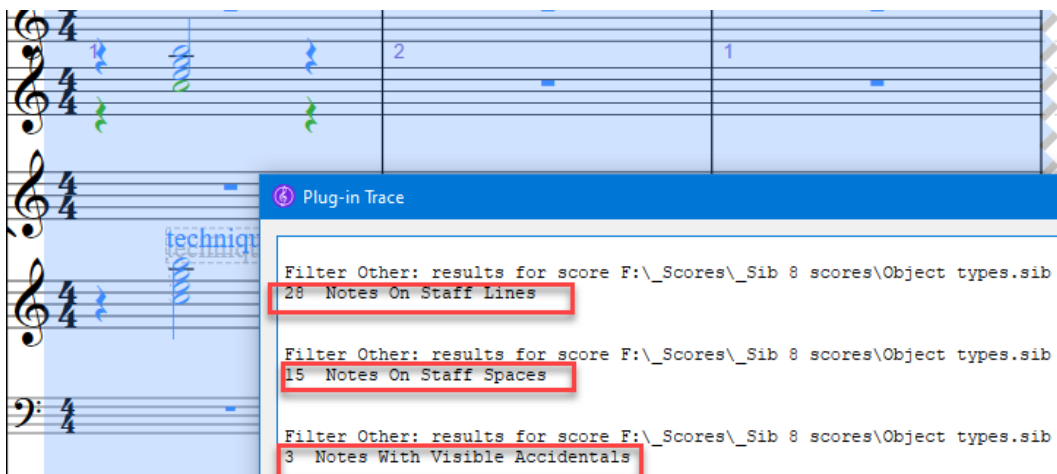 1
2
1
Plug-in Trace
techniqu
Filter Other: results for score F:\_Scores\_Sib 8 scores\Object types.sib
28 Notes On Staff Lines
Filter Other: results for score F:\_Scores\_Sib 8 scores\Object types.sib
15 Notes On Staff Spaces
Filter Other: results for score F:\_Scores\_Sib 8 scores\Object types.sib
3 Notes With Visible Accidentals